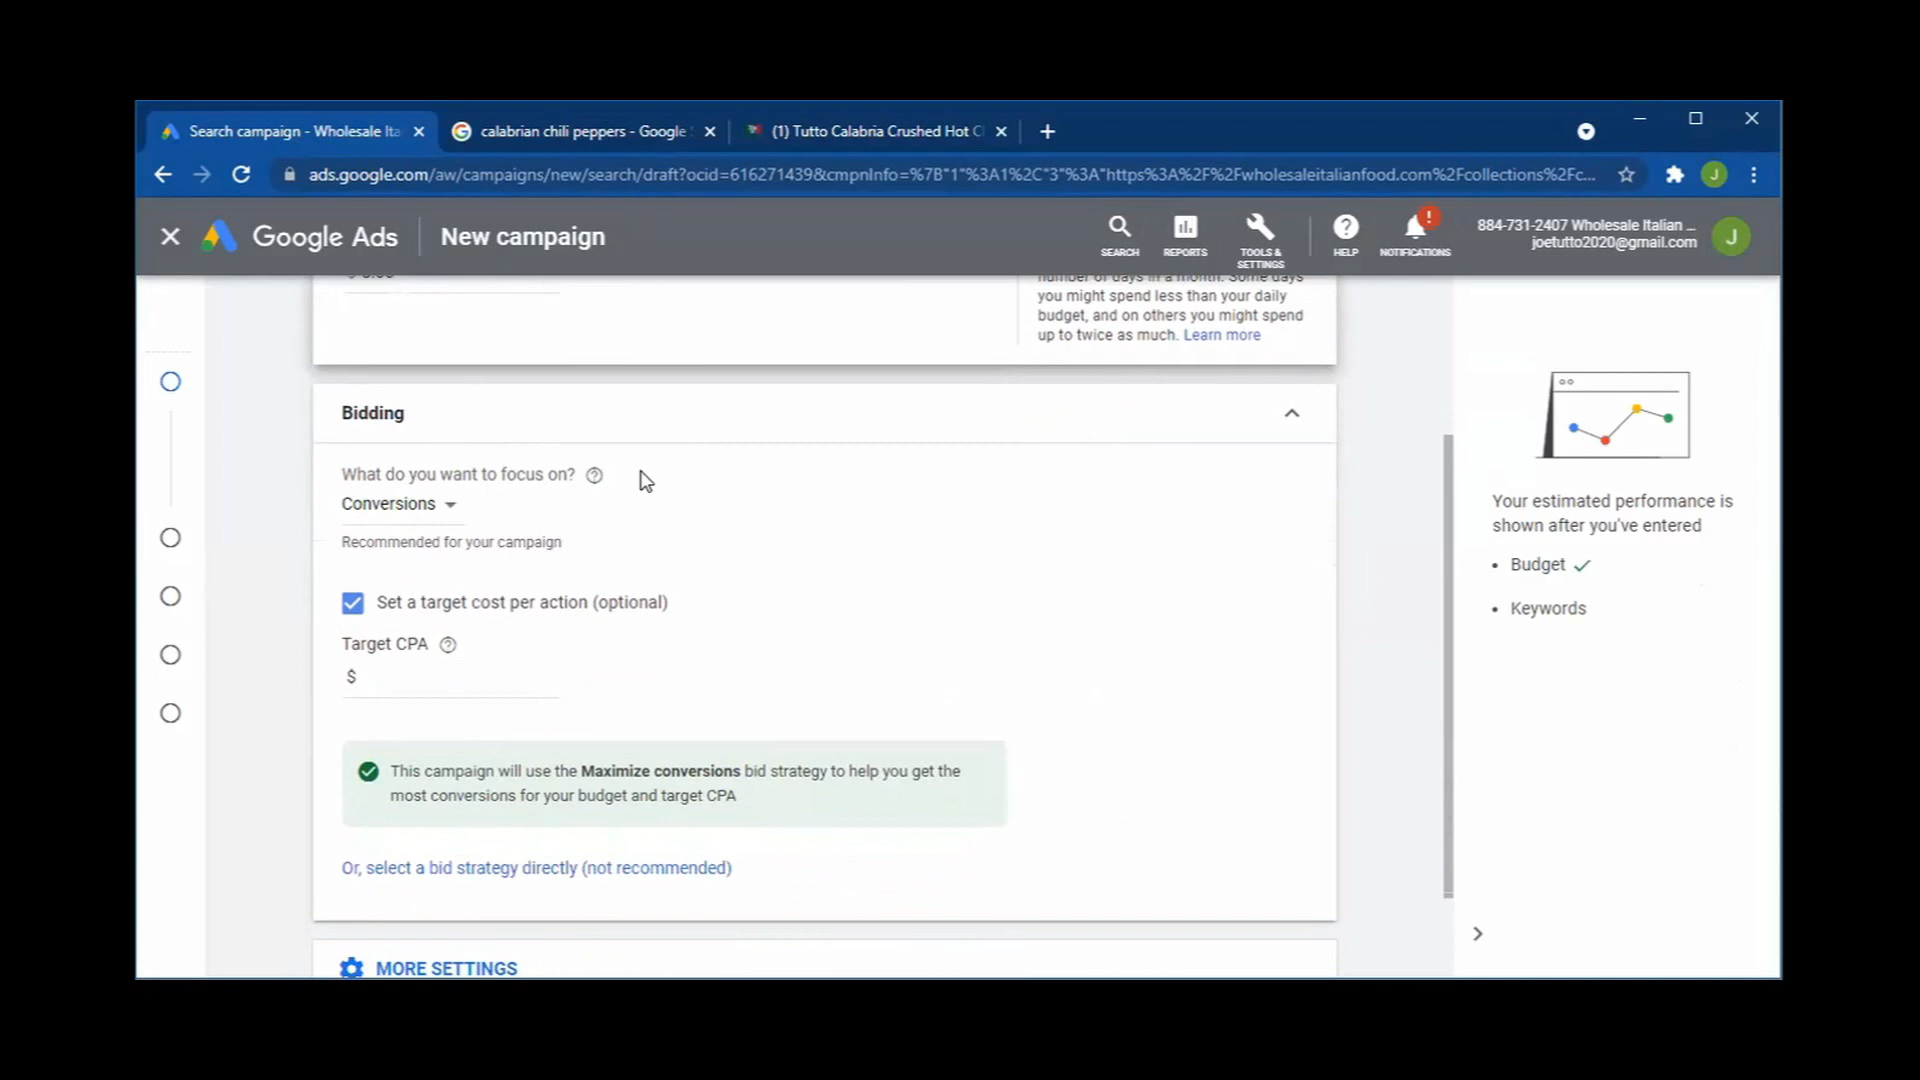 Search campaign - Wholesale Ita
calabrian chili peppers - Google
(1) Tutto Calabria Crushed Hot C
ads.google.com/aw/campaigns/new/search/draft?ocid=616271439&cmpnInfo=%7B"1"%3A1%2C"3"%3A"https%3A%2F%2Fwholesaleitalianfood.com%2Fcollections%2Fc...
J
Google Ads
New campaign
SEARCH
REPORTS
TOOLS &
SETTINGS
HELP
!
NOTIFICATIONS
884-731-2407 Wholesale Italian ...
joetutto2020@gmail.com
J
number of days in a month. Some days
you might spend less than your daily
budget, and on others you might spend
up to twice as much. Learn more
Bidding
What do you want to focus on?
Conversions
Recommended for your campaign
Set a target cost per action (optional)
Target CPA
$
This campaign will use the Maximize conversions bid strategy to help you get the
most conversions for your budget and target CPA
Or, select a bid strategy directly (not recommended)
MORE SETTINGS
Your estimated performance is
shown after you've entered
• Budget
• Keywords